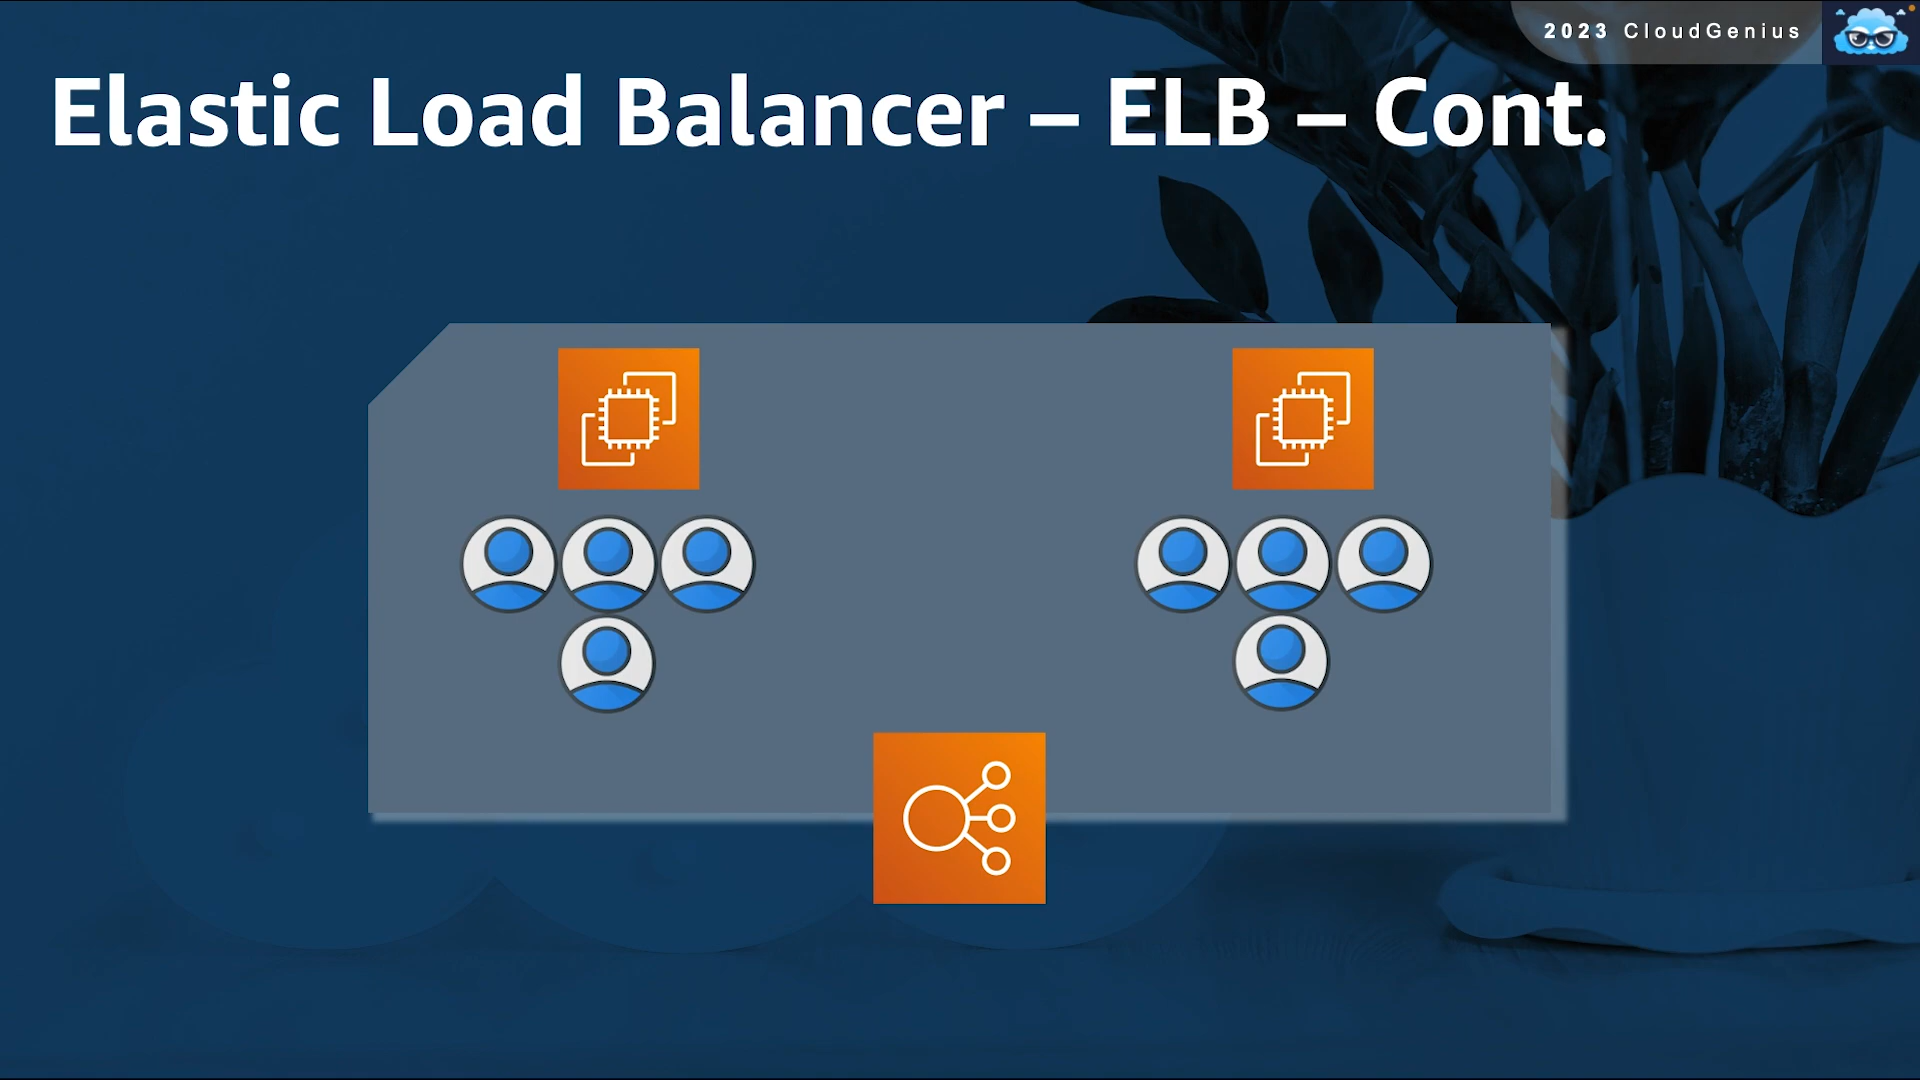 2023 CloudGenius
Elastic Load Balancer – ELB – Cont.